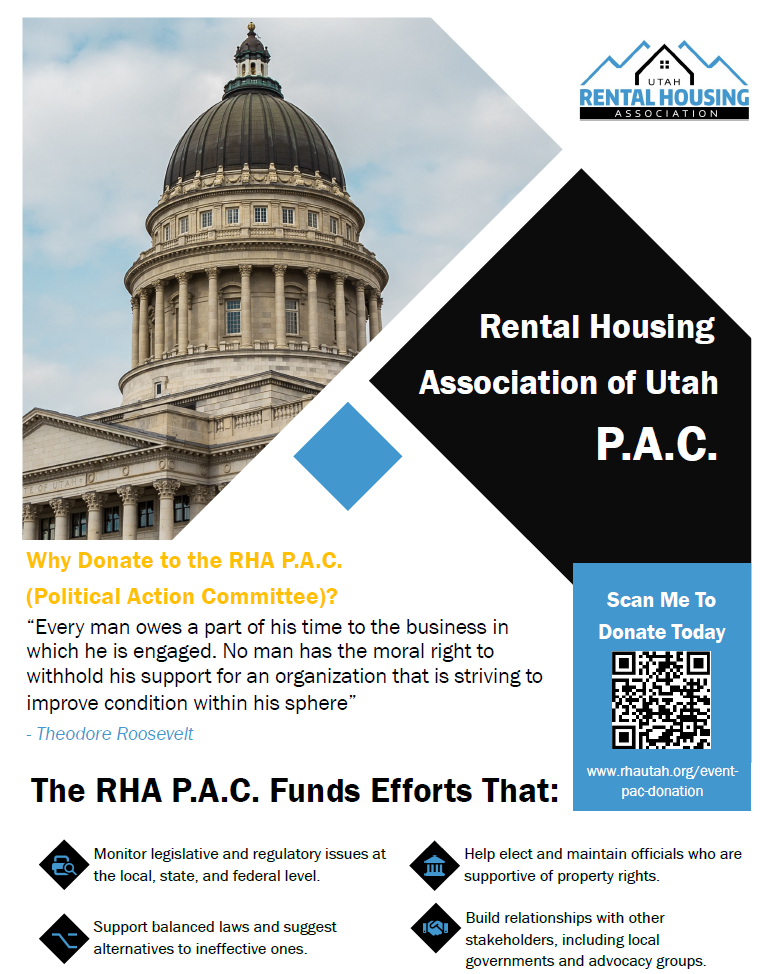 UTAH
RENTAL HOUSING
ASSOCIATION
Rental Housing
Association of Utah
P.A.C.
Why Donate to the RHA P.A.C.
(Political Action Committee)?
“Every man owes a part of his time to the business in
which he is engaged. No man has the moral right to
withhold his support for an organization that is striving to
improve condition within his sphere”
- Theodore Roosevelt
Scan Me To
Donate Today
www.rhautah.org/event-
pac-donation
The RHA P.A.C. Funds Efforts That:
Monitor legislative and regulatory issues at
the local, state, and federal level.
Support balanced laws and suggest
alternatives to ineffective ones.
Help elect and maintain officials who are
supportive of property rights.
Build relationships with other
stakeholders, including local
governments and advocacy groups.